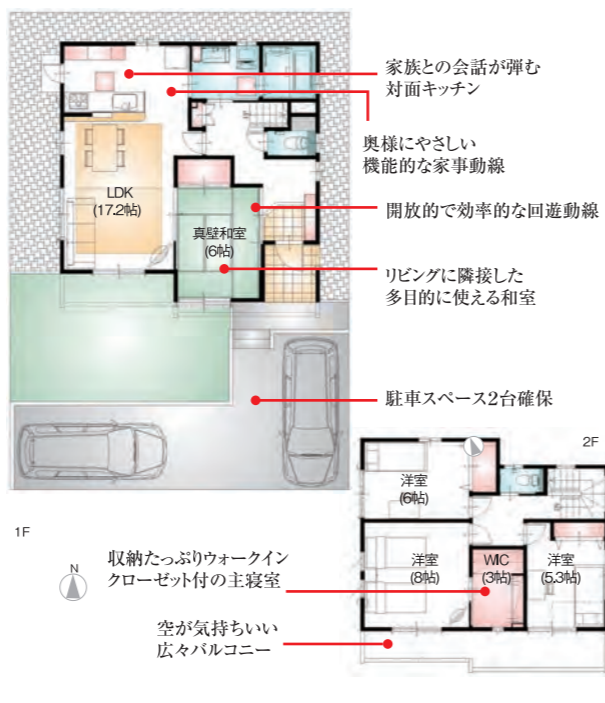 家族との会話が弾む
対面キッチン
奥様にやさしい
機能的な家事動線
LDK
(17.2帖)
開放的で効率的な回遊動線
真壁和室
(6帖)
リビングに隣接した
多目的に使える和室
駐車スペース2台確保
2F
洋室
(6帖)
1F
N
収納たっぷりウォークイン
クローゼット付の主寝室
洋室
(8帖)
WIC
(3帖)
洋室
(5.3帖)
空が気持ちいい
広々バルコニー